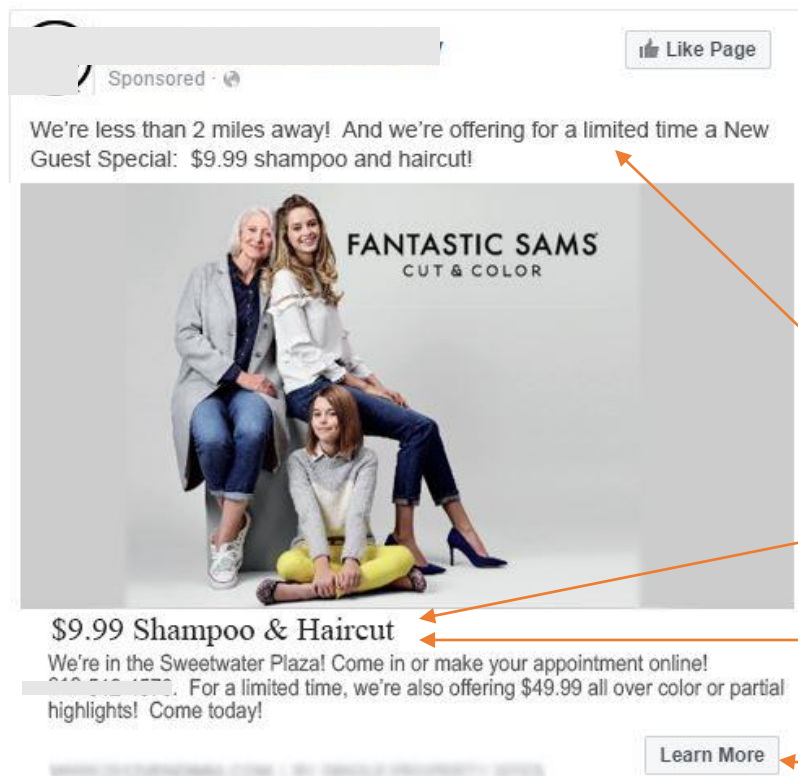 Like Page
Sponsored
We're less than 2 miles away! And we're offering for a limited time a New
Guest Special: $9.99 shampoo and haircut!
FANTASTIC SAMS
CUT & COLOR
$9.99 Shampoo & Haircut
We're in the Sweetwater Plaza! Come in or make your appointment online!
. For a limited time, we're also offering $49.99 all over color or partial
highlights! Come today!
Learn More